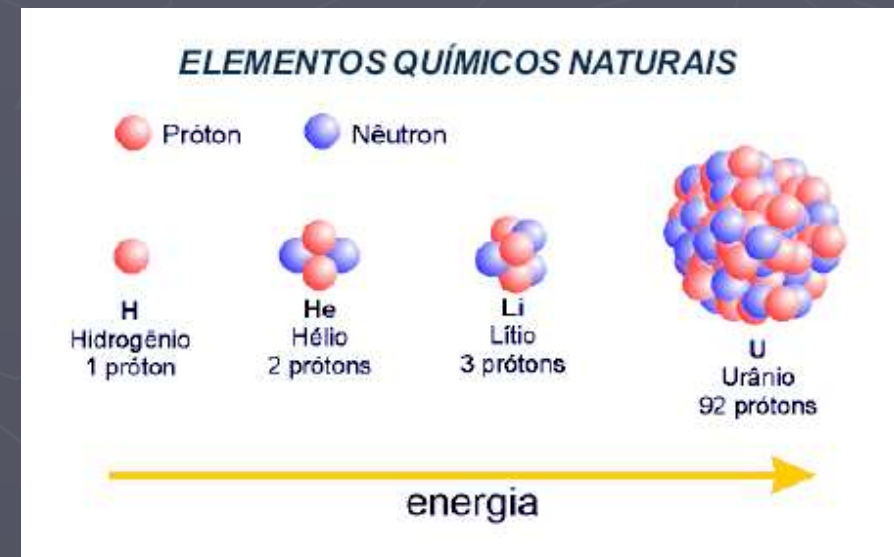 ELEMENTOS QUÍMICOS NATURAIS
Próton
Nêutron
H
Hidrogênio
1 próton
He
Hélio
2 prótons
Li
Lítio
3 prótons
U
Urânio
92 prótons
energia